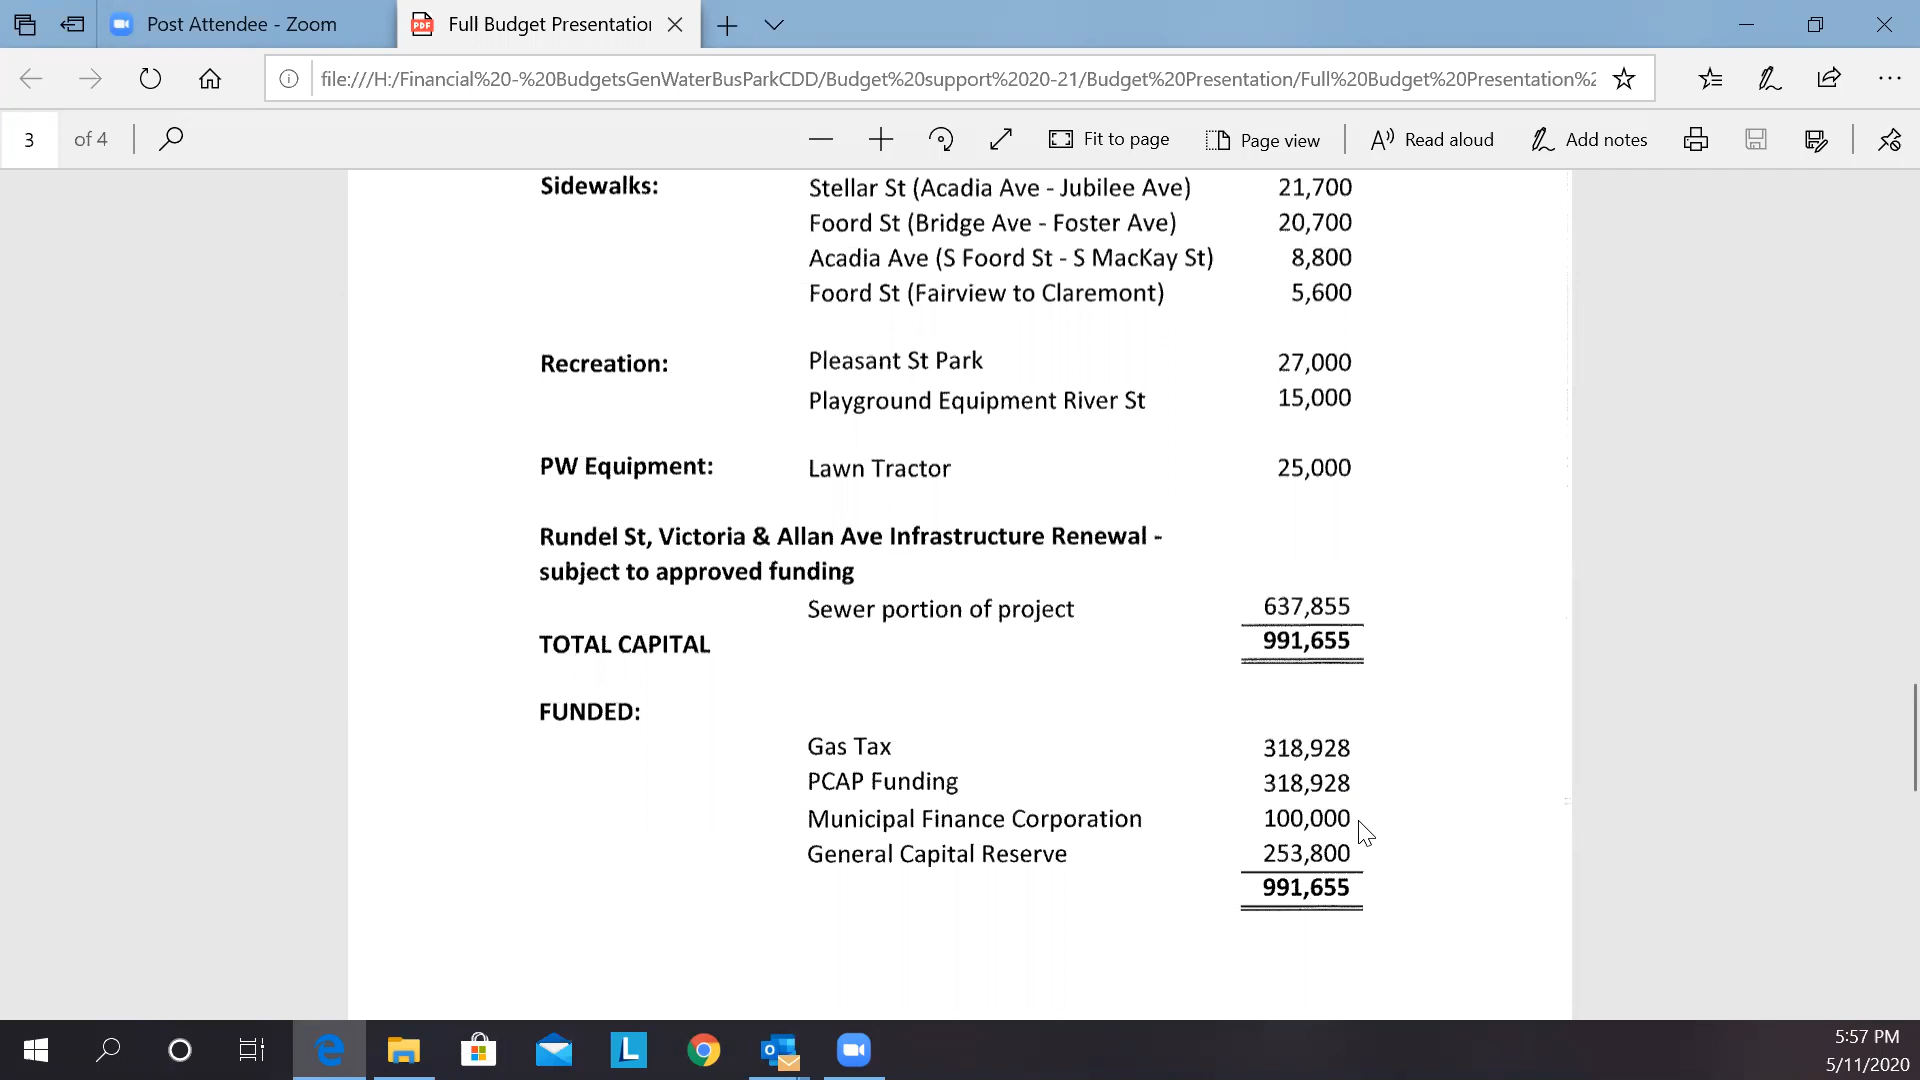 Post Attendee - Zoom
Full Budget Presentation
file:///H:/Financial%20-%20BudgetsGenWaterBusParkCDD/Budget%20support%2020-21/Budget%20Presentation/Full%20Budget%20Presentation%2
3 of 4
Fit to page
Page view
Read aloud
Add notes
Sidewalks: Stellar St (Acadia Ave - Jubilee Ave) 21,700
Foord St (Bridge Ave - Foster Ave) 20,700
Acadia Ave (S Foord St - S MacKay St) 8,800
Foord St (Fairview to Claremont) 5,600
Recreation: Pleasant St Park 27,000
Playground Equipment River St 15,000
PW Equipment: Lawn Tractor 25,000
Rundel St, Victoria & Allan Ave Infrastructure Renewal -
subject to approved funding
Sewer portion of project 637,855
TOTAL CAPITAL 991,655
FUNDED:
Gas Tax 318,928
PCAP Funding 318,928
Municipal Finance Corporation 100,000
General Capital Reserve 253,800
991,655
5:57 PM
5/11/2020